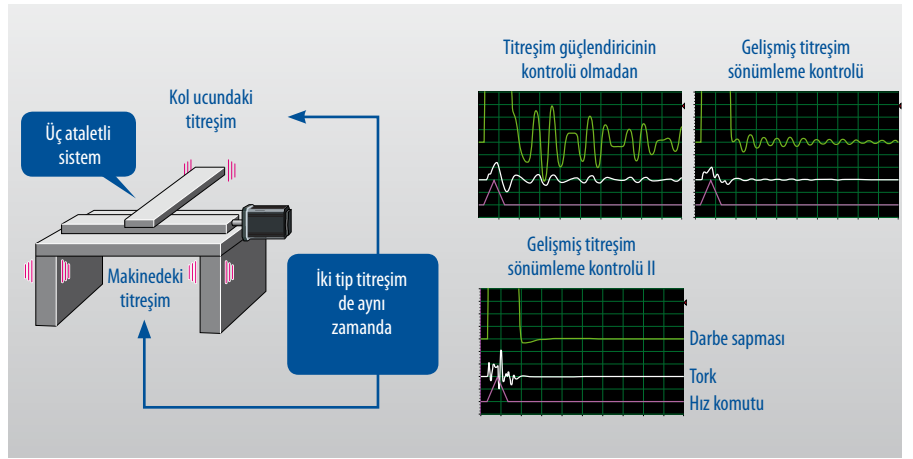 Kol ucundaki
titreşim
Üç ataletli
sistem
Makinedeki
titreşim
İki tip titreşim
de aynı
zamanda
Titreşim güçlendiricinin
kontrolü olmadan
Gelişmiş titreşim
sönümleme kontrolü
Gelişmiş titreşim
sönümleme kontrolü II
Darbe sapması
Tork
Hız komutu